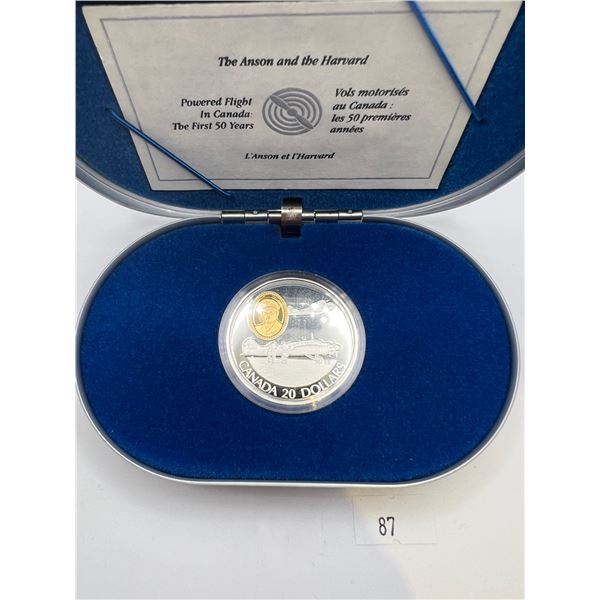 The Anson and the Harvard
Powered Flight
In Canada:
The First 50 Years
Vols motorisés
au Canada :
les 50 premières
années
L'Anson et l'Harvard
CANADA 20 DOLLARS
87